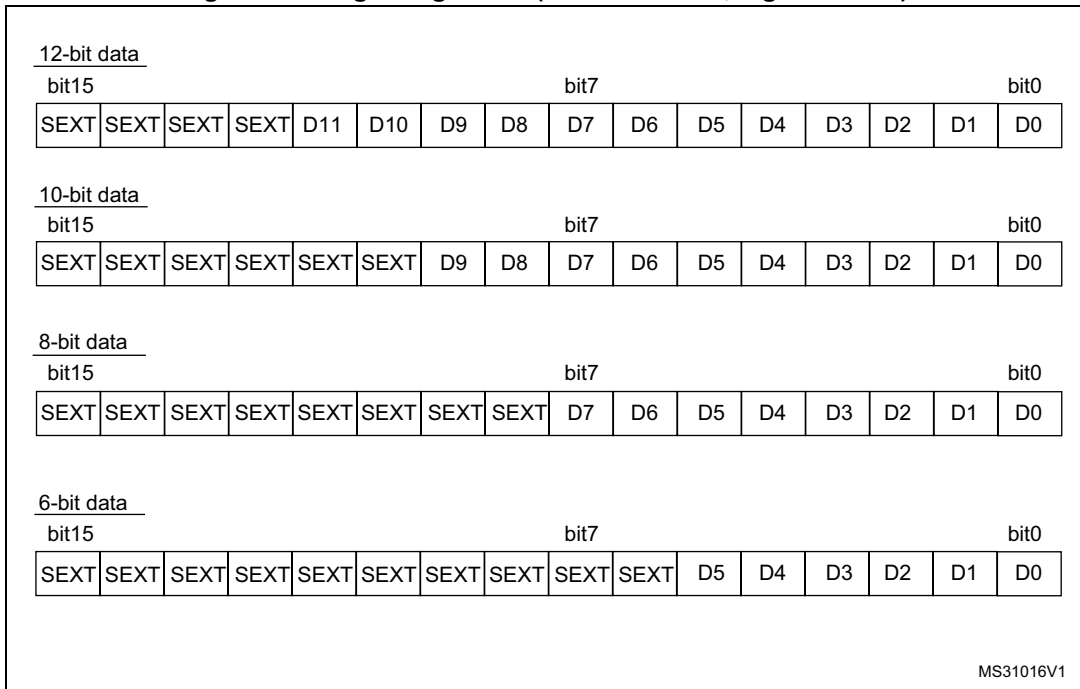 12-bit data
bit15 bit7 bit0
SEXT SEXT SEXT SEXT D11 D10 D9 D8 D7 D6 D5 D4 D3 D2 D1 D0
10-bit data
bit15 bit7 bit0
SEXT SEXT SEXT SEXT SEXT SEXT D9 D8 D7 D6 D5 D4 D3 D2 D1 D0
8-bit data
bit15 bit7 bit0
SEXT SEXT SEXT SEXT SEXT SEXT SEXT SEXT D7 D6 D5 D4 D3 D2 D1 D0
6-bit data
bit15 bit7 bit0
SEXT SEXT SEXT SEXT SEXT SEXT SEXT SEXT SEXT SEXT D5 D4 D3 D2 D1 D0
MS31016V1